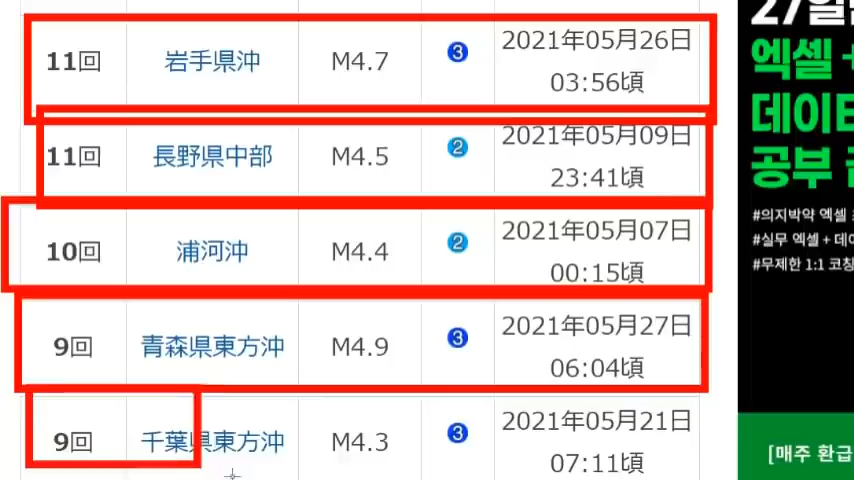 11回 岩手県沖 M4.7 3 2021年05月26日
03:56頃
11回 長野県中部 M4.5 2 2021年05月09日
23:41頃
10回 浦河沖 M4.4 2 2021年05月07日
00:15頃
9回 青森県東方沖 M4.9 3 2021年05月27日
06:04頃
9回 千葉県東方沖 M4.3 3 2021年05月21日
07:11頃
27일
엑셀 +
데이터
공부
#의지박약 엑셀
#실무 엑셀 + 데이
#무제한 1:1 코칭
[매주 환급